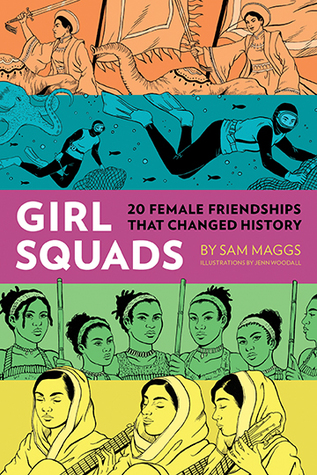 GIRL
SQUADS
20 FEMALE FRIENDSHIPS
THAT CHANGED HISTORY
BY SAM MAGGS
ILLUSTRATIONS BY JENN WOODALL